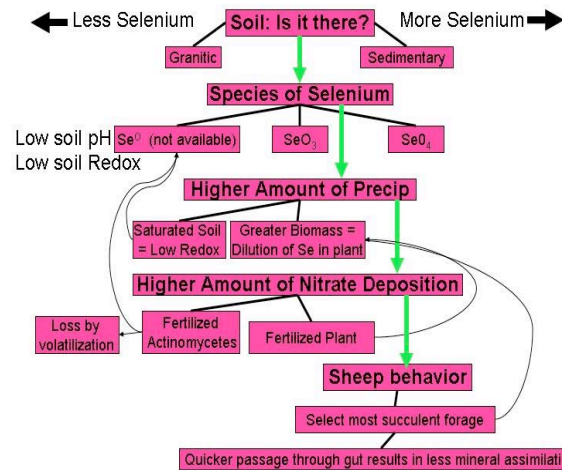 Less Selenium
Soil: Is it there?
More Selenium
Granitic
Sedimentary
Species of Selenium
Low soil pH
Low soil Redox
Se⁰ (not available)
SeO₃
Se0₄
Higher Amount of Precip
Saturated Soil
= Low Redox
Greater Biomass =
Dilution of Se in plant
Higher Amount of Nitrate Deposition
Loss by
volatilization
Fertilized
Actinomycetes
Fertilized Plant
Sheep behavior
Select most succulent forage
Quicker passage through gut results in less mineral assimilati